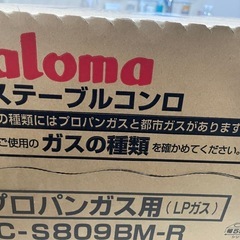 aloma
ステーブルコンロ
の種類にはプロパンガスと都市ガスがあります
ご使用の ガスの種類 を確かめてください
プロパンガス用 (LPガス)
C-S809BM-R